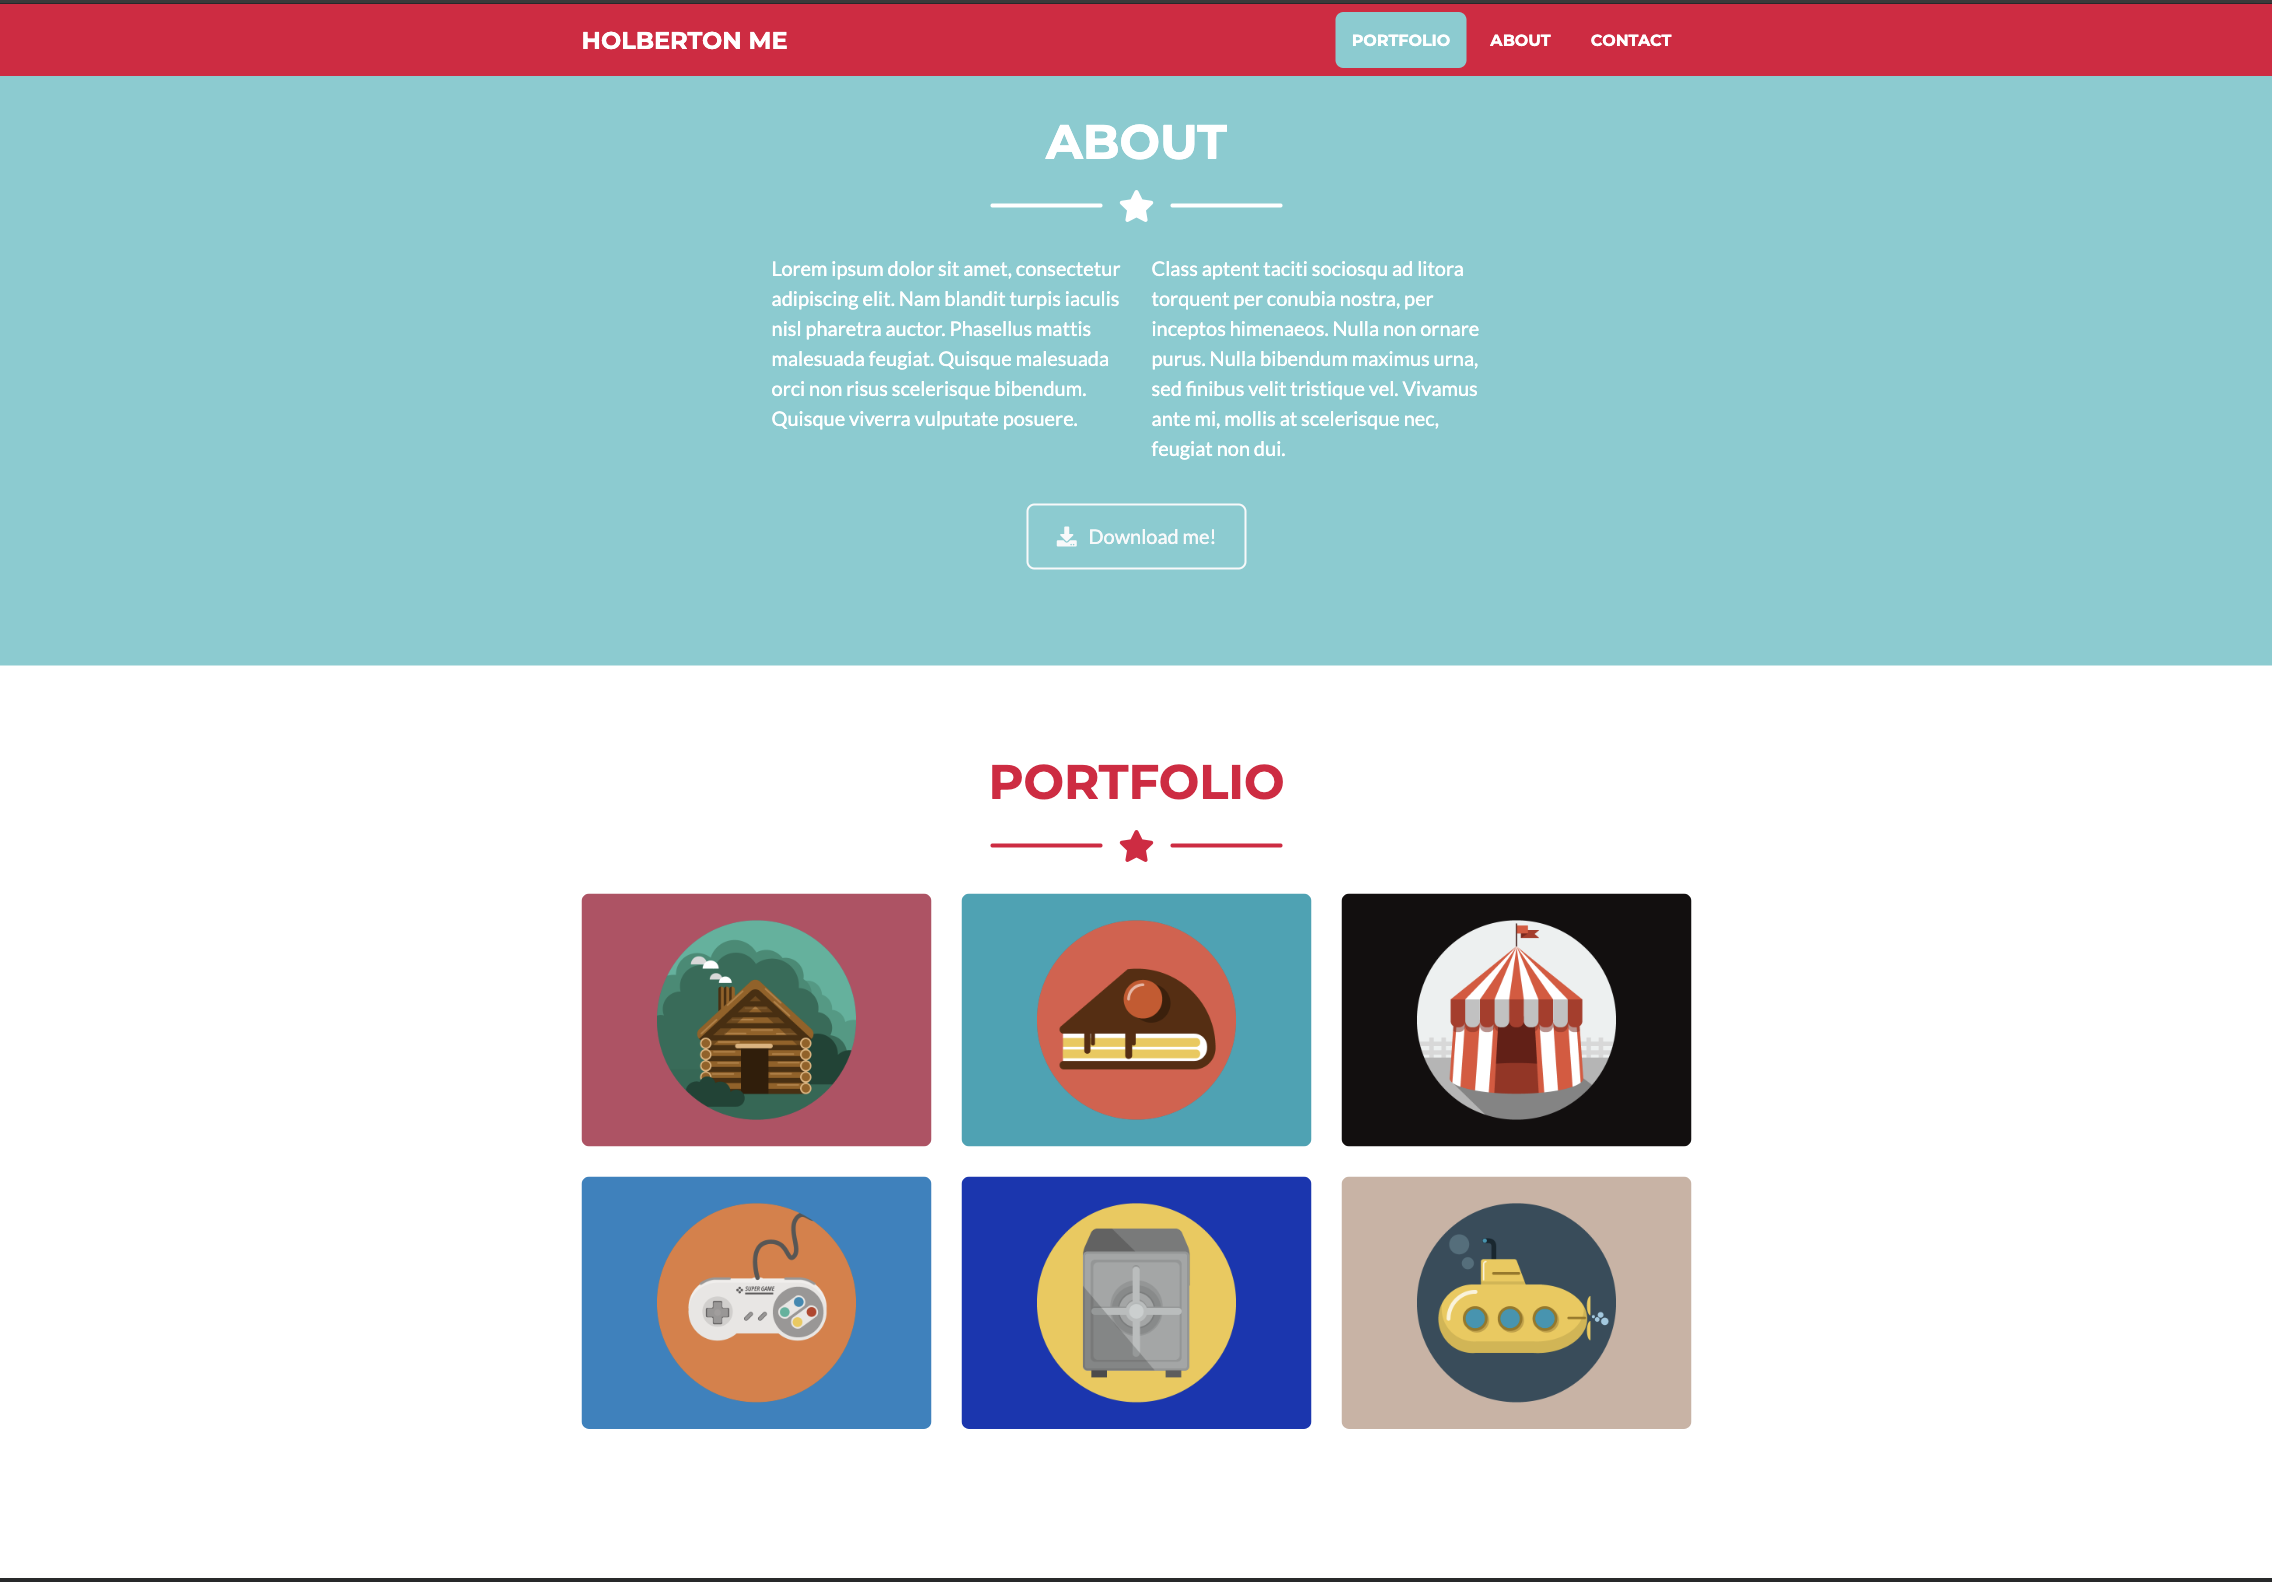 HOLBERTON ME
PORTFOLIO
ABOUT
CONTACT
ABOUT
Lorem ipsum dolor sit amet, consectetur
adipiscing elit. Nam blandit turpis iaculis
nisl pharetra auctor. Phasellus mattis
malesuada feugiat. Quisque malesuada
orci non risus scelerisque bibendum.
Quisque viverra vulputate posuere.
Class aptent taciti sociosqu ad litora
torquent per conubia nostra, per
inceptos himenaeos. Nulla non ornare
purus. Nulla bibendum maximus urna,
sed finibus velit tristique vel. Vivamus
ante mi, mollis at scelerisque nec,
feugiat non dui.
Download me!
PORTFOLIO
SUPER GAME